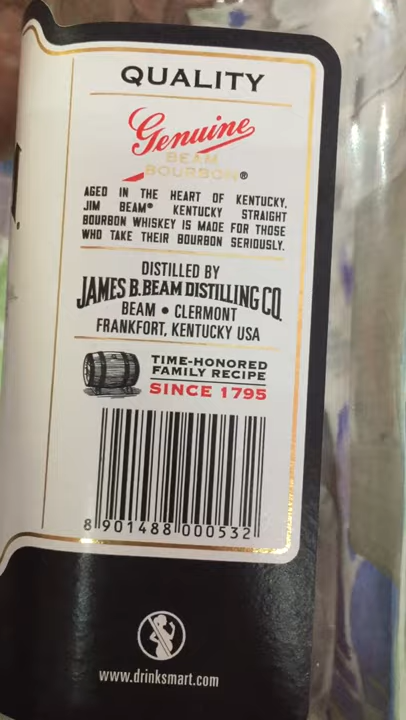 QUALITY
Genuine
BEAM
BOURBON®
AGED IN THE HEART OF KENTUCKY,
JIM BEAM® KENTUCKY STRAIGHT
BOURBON WHISKEY IS MADE FOR THOSE
WHO TAKE THEIR BOURBON SERIOUSLY.
DISTILLED BY
JAMES B. BEAM DISTILLING CO.
BEAM • CLERMONT
FRANKFORT, KENTUCKY USA
TIME-HONORED
FAMILY RECIPE
SINCE 1795
8 901488 000532
www.drinksmart.com